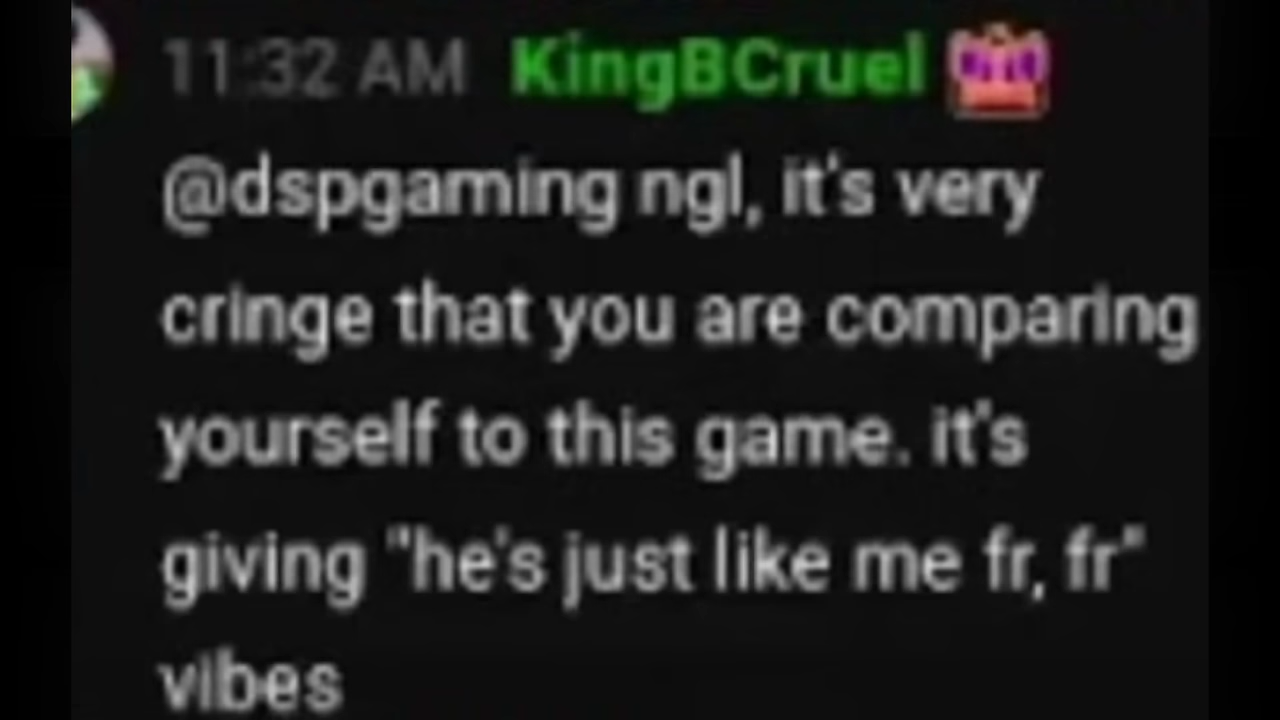 11:32 AM KingBCruel
@dspgaming ngl, it's very
cringe that you are comparing
yourself to this game. it's
giving "he's just like me fr, fr"
vibes